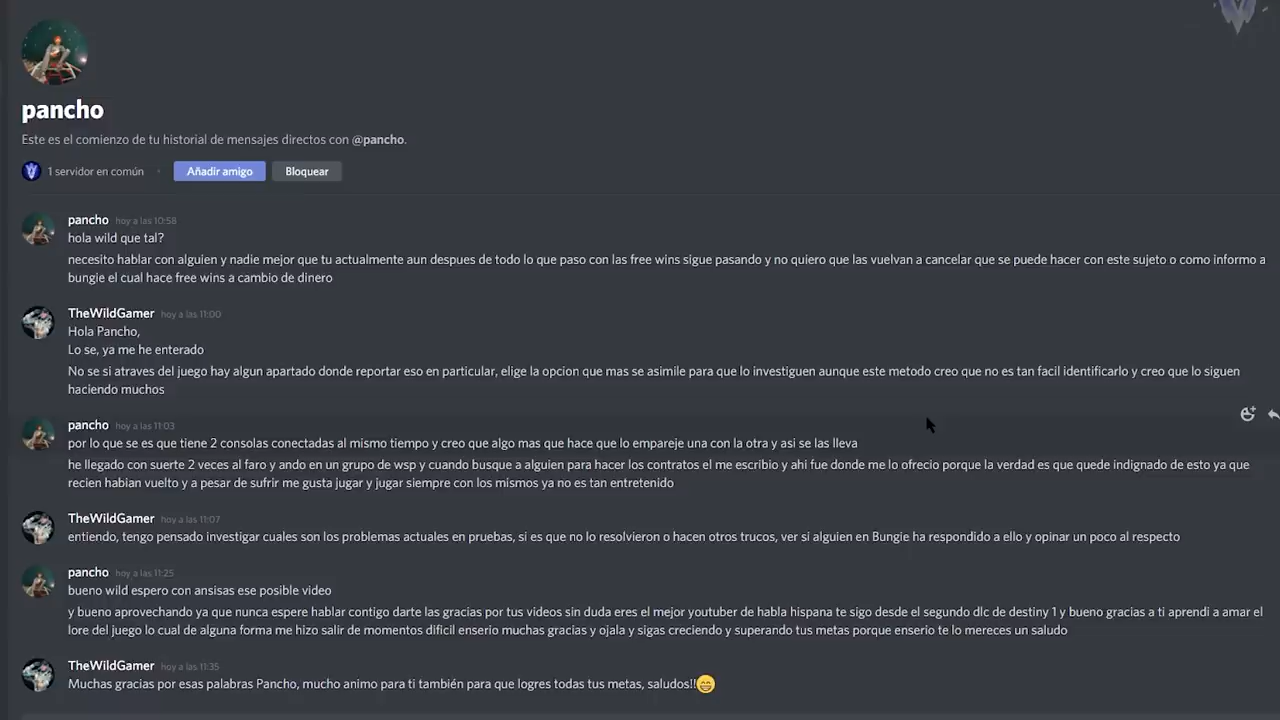 pancho
Este es el comienzo de tu historial de mensajes directos con @pancho.
1 servidor en común
Añadir amigo
Bloquear
pancho hoy a las 10:58
hola wild que tal?
necesito hablar con alguien y nadie mejor que tu actualmente aun despues de todo lo que paso con las free wins sigue pasando y no quiero que las vuelvan a cancelar que se puede hacer con este sujeto o como informo a
bungie el cual hace free wins a cambio de dinero
TheWildGamer hoy a las 11:00
Hola Pancho,
Lo se, ya me he enterado
No se si atraves del juego hay algun apartado donde reportar eso en particular, elige la opcion que mas se asimile para que lo investiguen aunque este metodo creo que no es tan facil identificarlo y creo que lo siguen
haciendo muchos
pancho hoy a las 11:03
por lo que se es que tiene 2 consolas conectadas al mismo tiempo y creo que algo mas que hace que lo empareje una con la otra y asi se las lleva
he llegado con suerte 2 veces al faro y ando en un grupo de wsp y cuando busque a alguien para hacer los contratos el me escribio y ahi fue donde me lo ofrecio porque la verdad es que quede indignado de esto ya que
recien habian vuelto y a pesar de sufrir me gusta jugar y jugar siempre con los mismos ya no es tan entretenido
TheWildGamer hoy a las 11:07
entiendo, tengo pensado investigar cuales son los problemas actuales en pruebas, si es que no lo resolvieron o hacen otros trucos, ver si alguien en Bungie ha respondido a ello y opinar un poco al respecto
pancho hoy a las 11:25
bueno wild espero con ansisas ese posible video
y bueno aprovechando ya que nunca espere hablar contigo darte las gracias por tus videos sin duda eres el mejor youtuber de habla hispana te sigo desde el segundo dlc de destiny 1 y bueno gracias a ti aprendi a amar el
lore del juego lo cual de alguna forma me hizo salir de momentos dificil enserio muchas gracias y ojala y sigas creciendo y superando tus metas porque enserio te lo mereces un saludo
TheWildGamer hoy a las 11:35
Muchas gracias por esas palabras Pancho, mucho animo para ti también para que logres todas tus metas, saludos!!😄